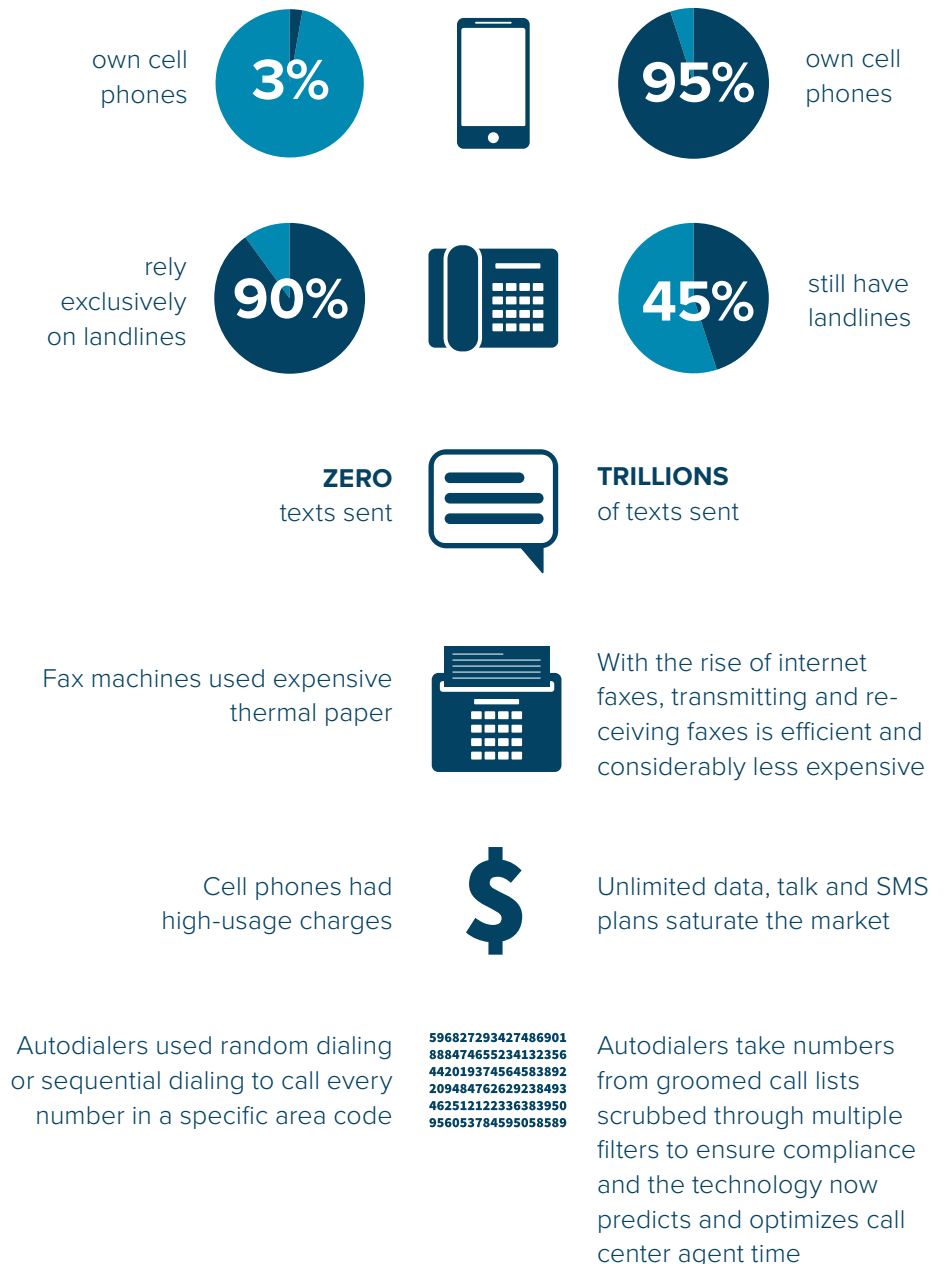 own cell
phones
3%
95%
own cell
phones
rely
exclusively
on landlines
90%
45%
still have
landlines
ZERO
texts sent
TRILLIONS
of texts sent
Fax machines used expensive
thermal paper
With the rise of internet
faxes, transmitting and re-
ceiving faxes is efficient and
considerably less expensive
Cell phones had
high-usage charges
Unlimited data, talk and SMS
plans saturate the market
Autodialers used random dialing
or sequential dialing to call every
number in a specific area code
596827293427486901
888474655234132356
442019374564583892
209484762629238493
462512122336383950
956053784595058589
Autodialers take numbers
from groomed call lists
scrubbed through multiple
filters to ensure compliance
and the technology now
predicts and optimizes call
center agent time